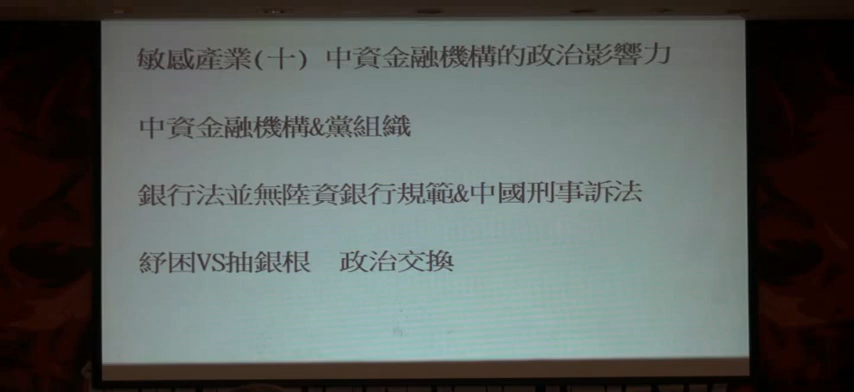 敏感產業(十) 中資金融機構的政治影響力
中資金融機構&黨組織
銀行法並無陸資銀行規範&中國刑事訴法
紓困VS抽銀根 政治交換